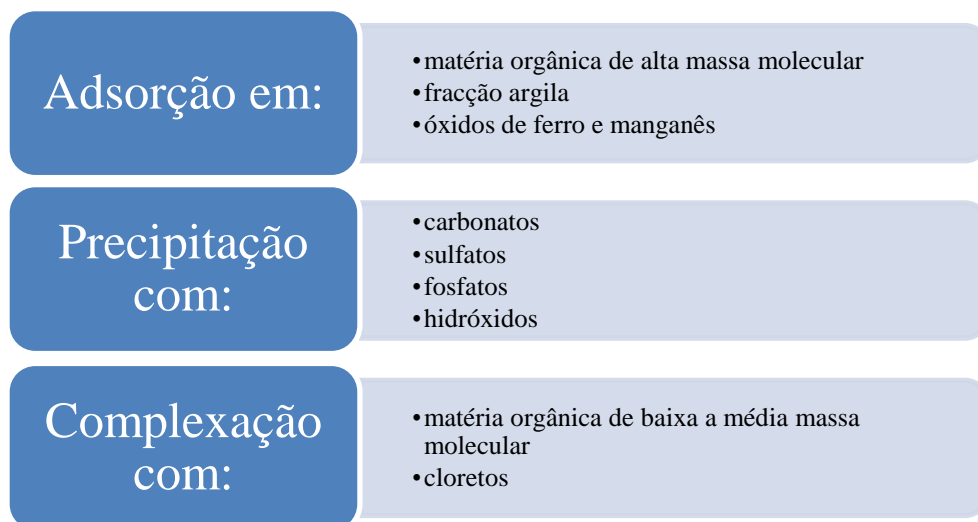 Adsorção em:
•matéria orgânica de alta massa molecular
•fracção argila
•óxidos de ferro e manganês
Precipitação
com:
•carbonatos
•sulfatos
•fosfatos
•hidróxidos
Complexação
com:
•matéria orgânica de baixa a média massa
molecular
•cloretos